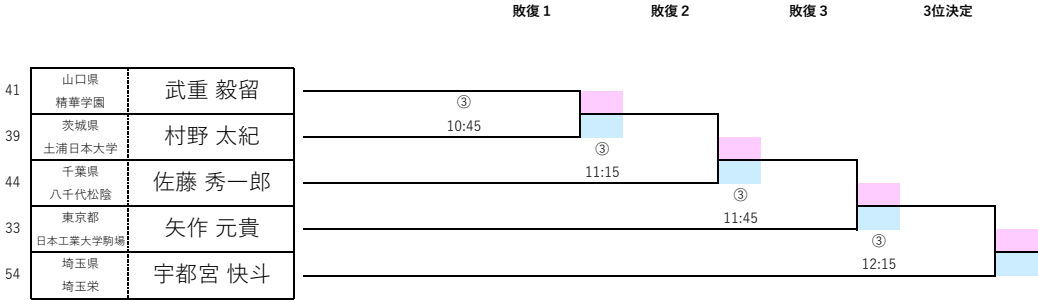 敗復１ 敗復２ 敗復３ 3位決定
山口県
41 武重 毅留
精華学園
③
茨城県
10:45
39 村野 太紀
土浦日本大学
③
千葉県
11:15
44 佐藤 秀一郎
八千代松陰
③
東京都
11:45
33 矢作 元貴
日本工業大学駒場
③
埼玉県
12:15
54 宇都宮 快斗
埼玉栄